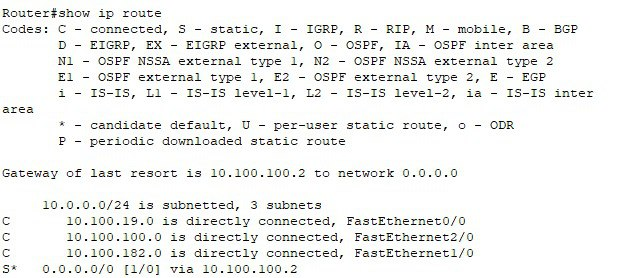 Router#show ip route
Codes: C - connected, S - static, I - IGRP, R - RIP, M - mobile, B - BGP
       D - EIGRP, EX - EIGRP external, O - OSPF, IA - OSPF inter area
       N1 - OSPF NSSA external type 1, N2 - OSPF NSSA external type 2
       E1 - OSPF external type 1, E2 - OSPF external type 2, E - EGP
       i - IS-IS, L1 - IS-IS level-1, L2 - IS-IS level-2, ia - IS-IS inter
area
       * - candidate default, U - per-user static route, o - ODR
       P - periodic downloaded static route

Gateway of last resort is 10.100.100.2 to network 0.0.0.0

     10.0.0.0/24 is subnetted, 3 subnets
C       10.100.19.0 is directly connected, FastEthernet0/0
C       10.100.100.0 is directly connected, FastEthernet2/0
C       10.100.182.0 is directly connected, FastEthernet1/0
S*   0.0.0.0/0 [1/0] via 10.100.100.2